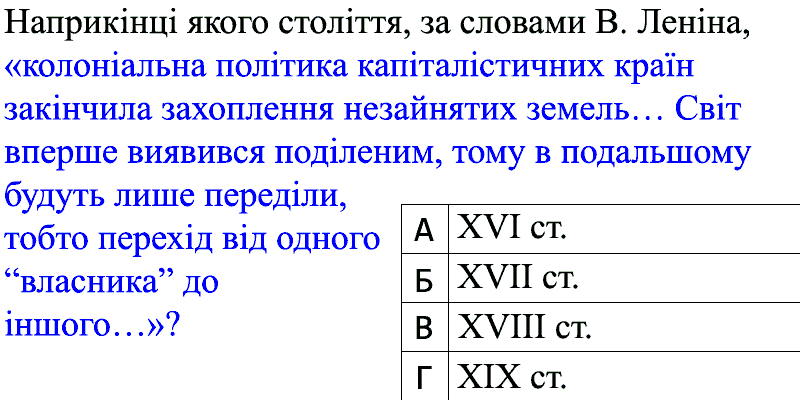 Наприкінці якого століття, за словами В. Леніна,
«колоніальна політика капіталістичних країн
закінчила захоплення незайнятих земель… Світ
вперше виявився поділеним, тому в подальшому
будуть лише переділи,
тобто перехід від одного
“власника” до
іншого…»?
А XVI ст.
Б XVII ст.
В XVIII ст.
Г XIX ст.